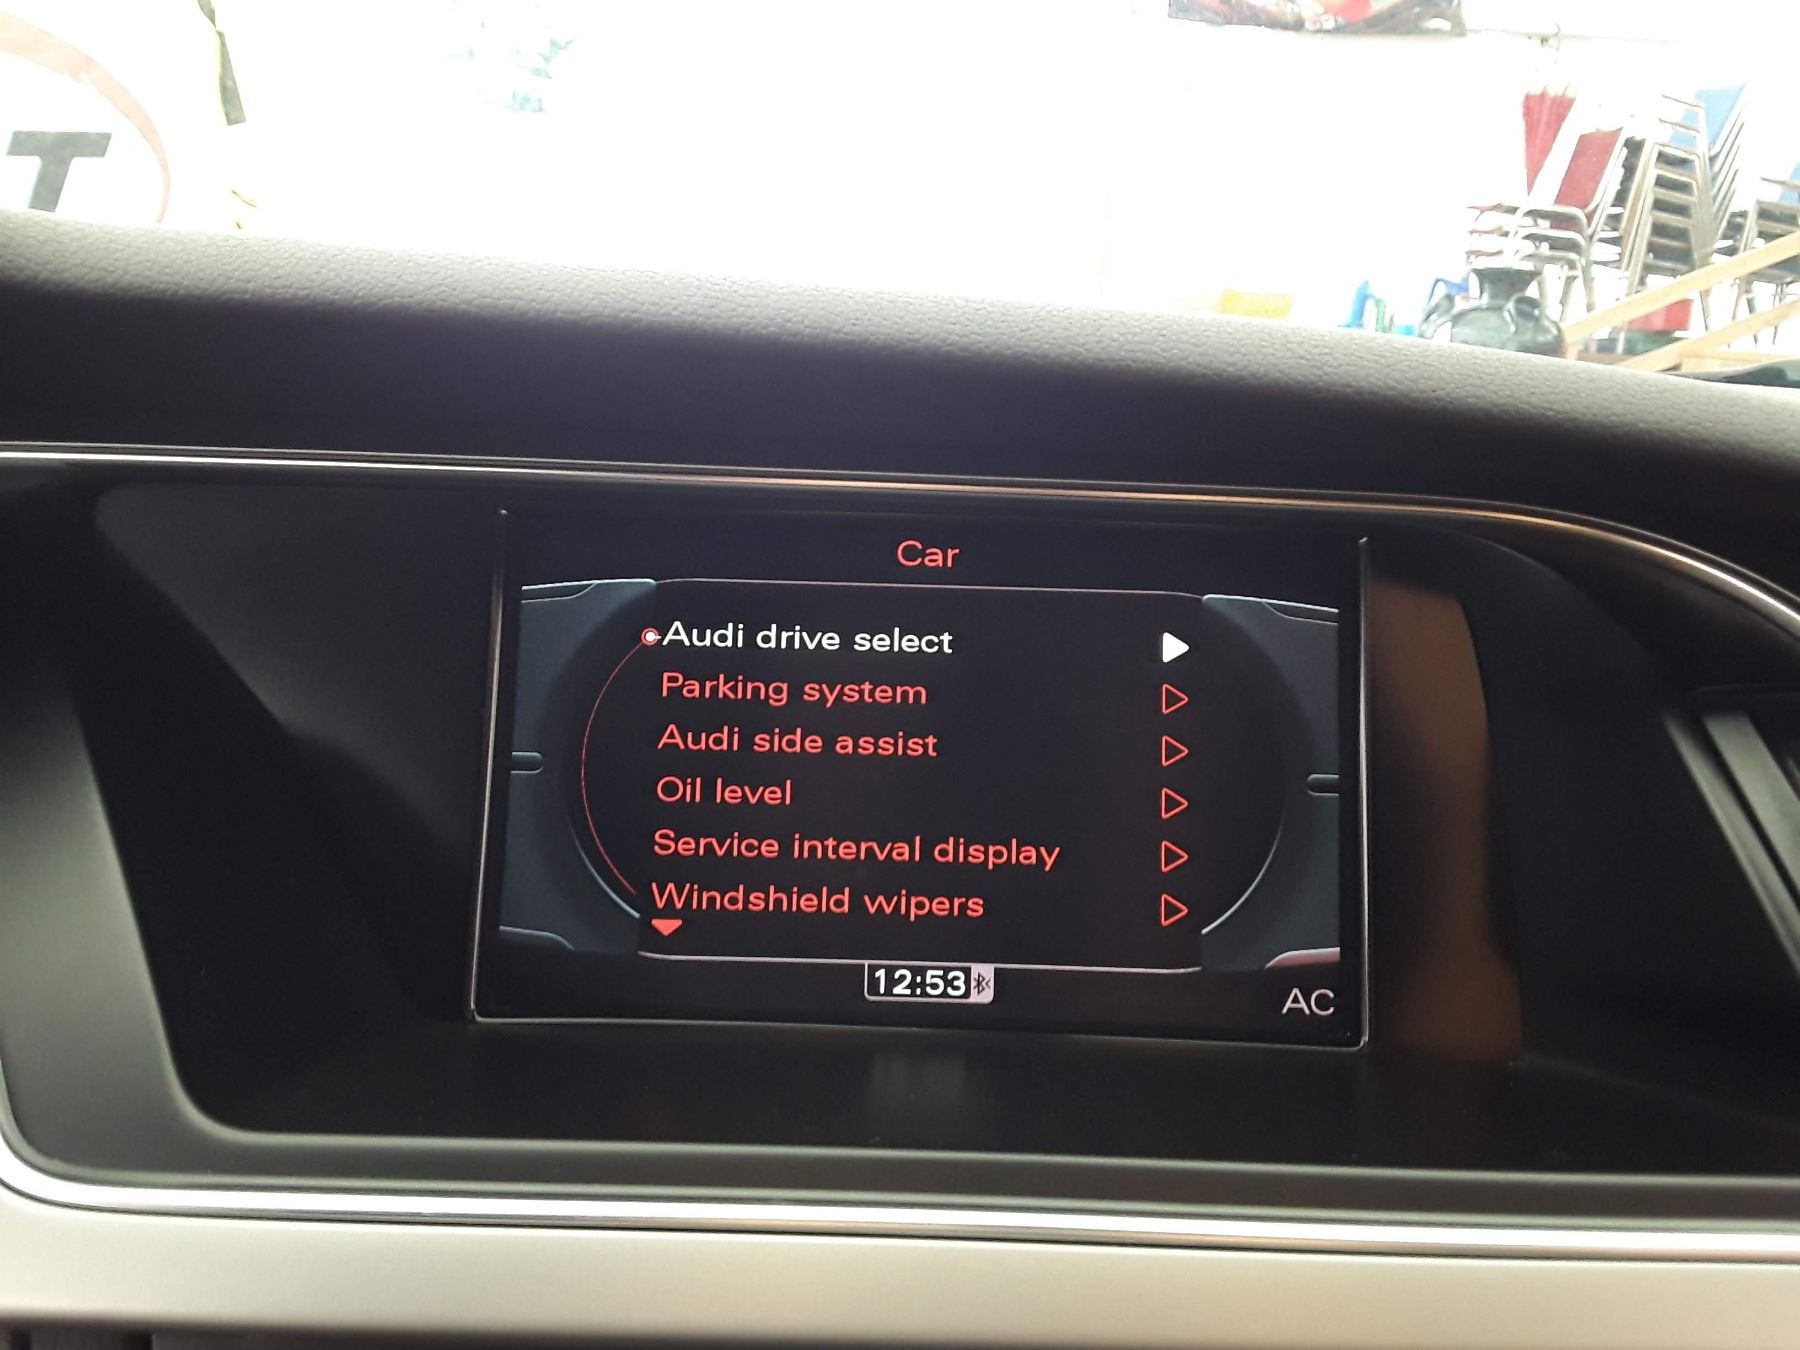 T
Car
Audi drive select
Parking system
Audi side assist
Oil level
Service interval display
Windshield wipers
12:53
AC